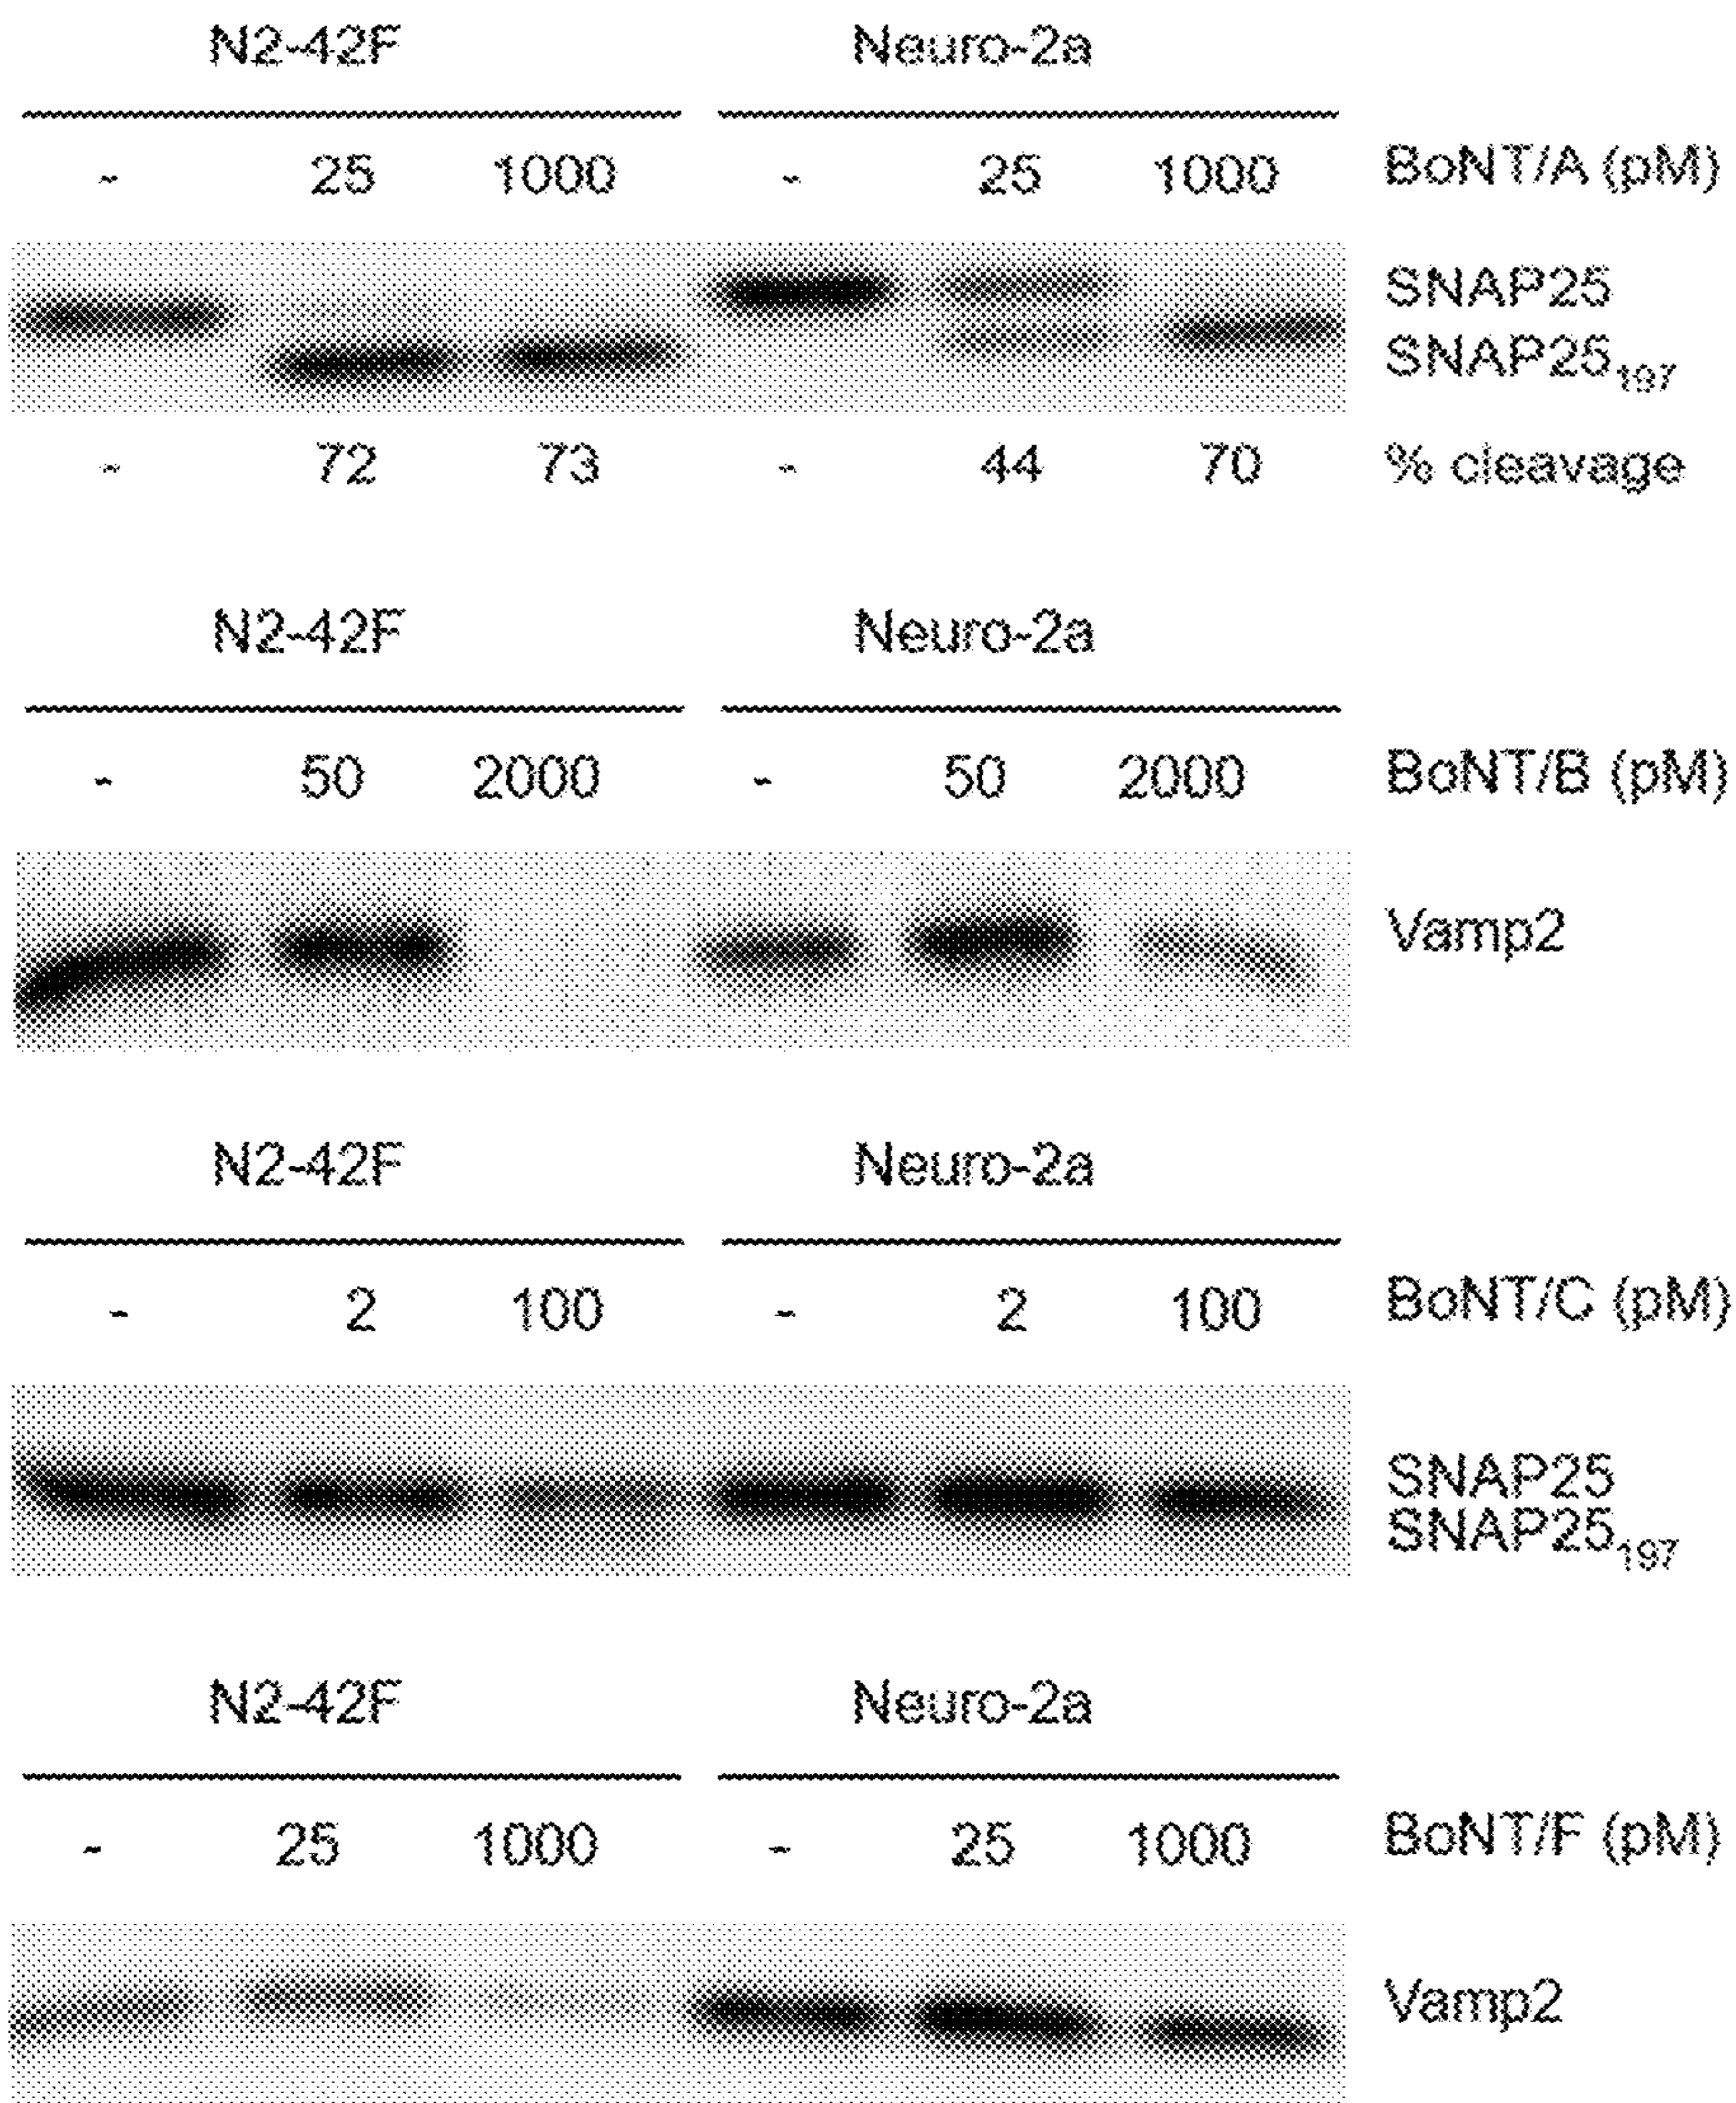 N2-42F Neuro-2a
- 25 1000 - 25 1000 BoNT/A (pM)
SNAP25
SNAP25₁₉₇
- 72 73 - 44 70 % cleavage
N2-42F Neuro-2a
- 50 2000 - 50 2000 BoNT/B (pM)
Vamp2
N2-42F Neuro-2a
- 2 100 - 2 100 BoNT/C (pM)
SNAP25
SNAP25₁₉₇
N2-42F Neuro-2a
- 25 1000 - 25 1000 BoNT/F (pM)
Vamp2